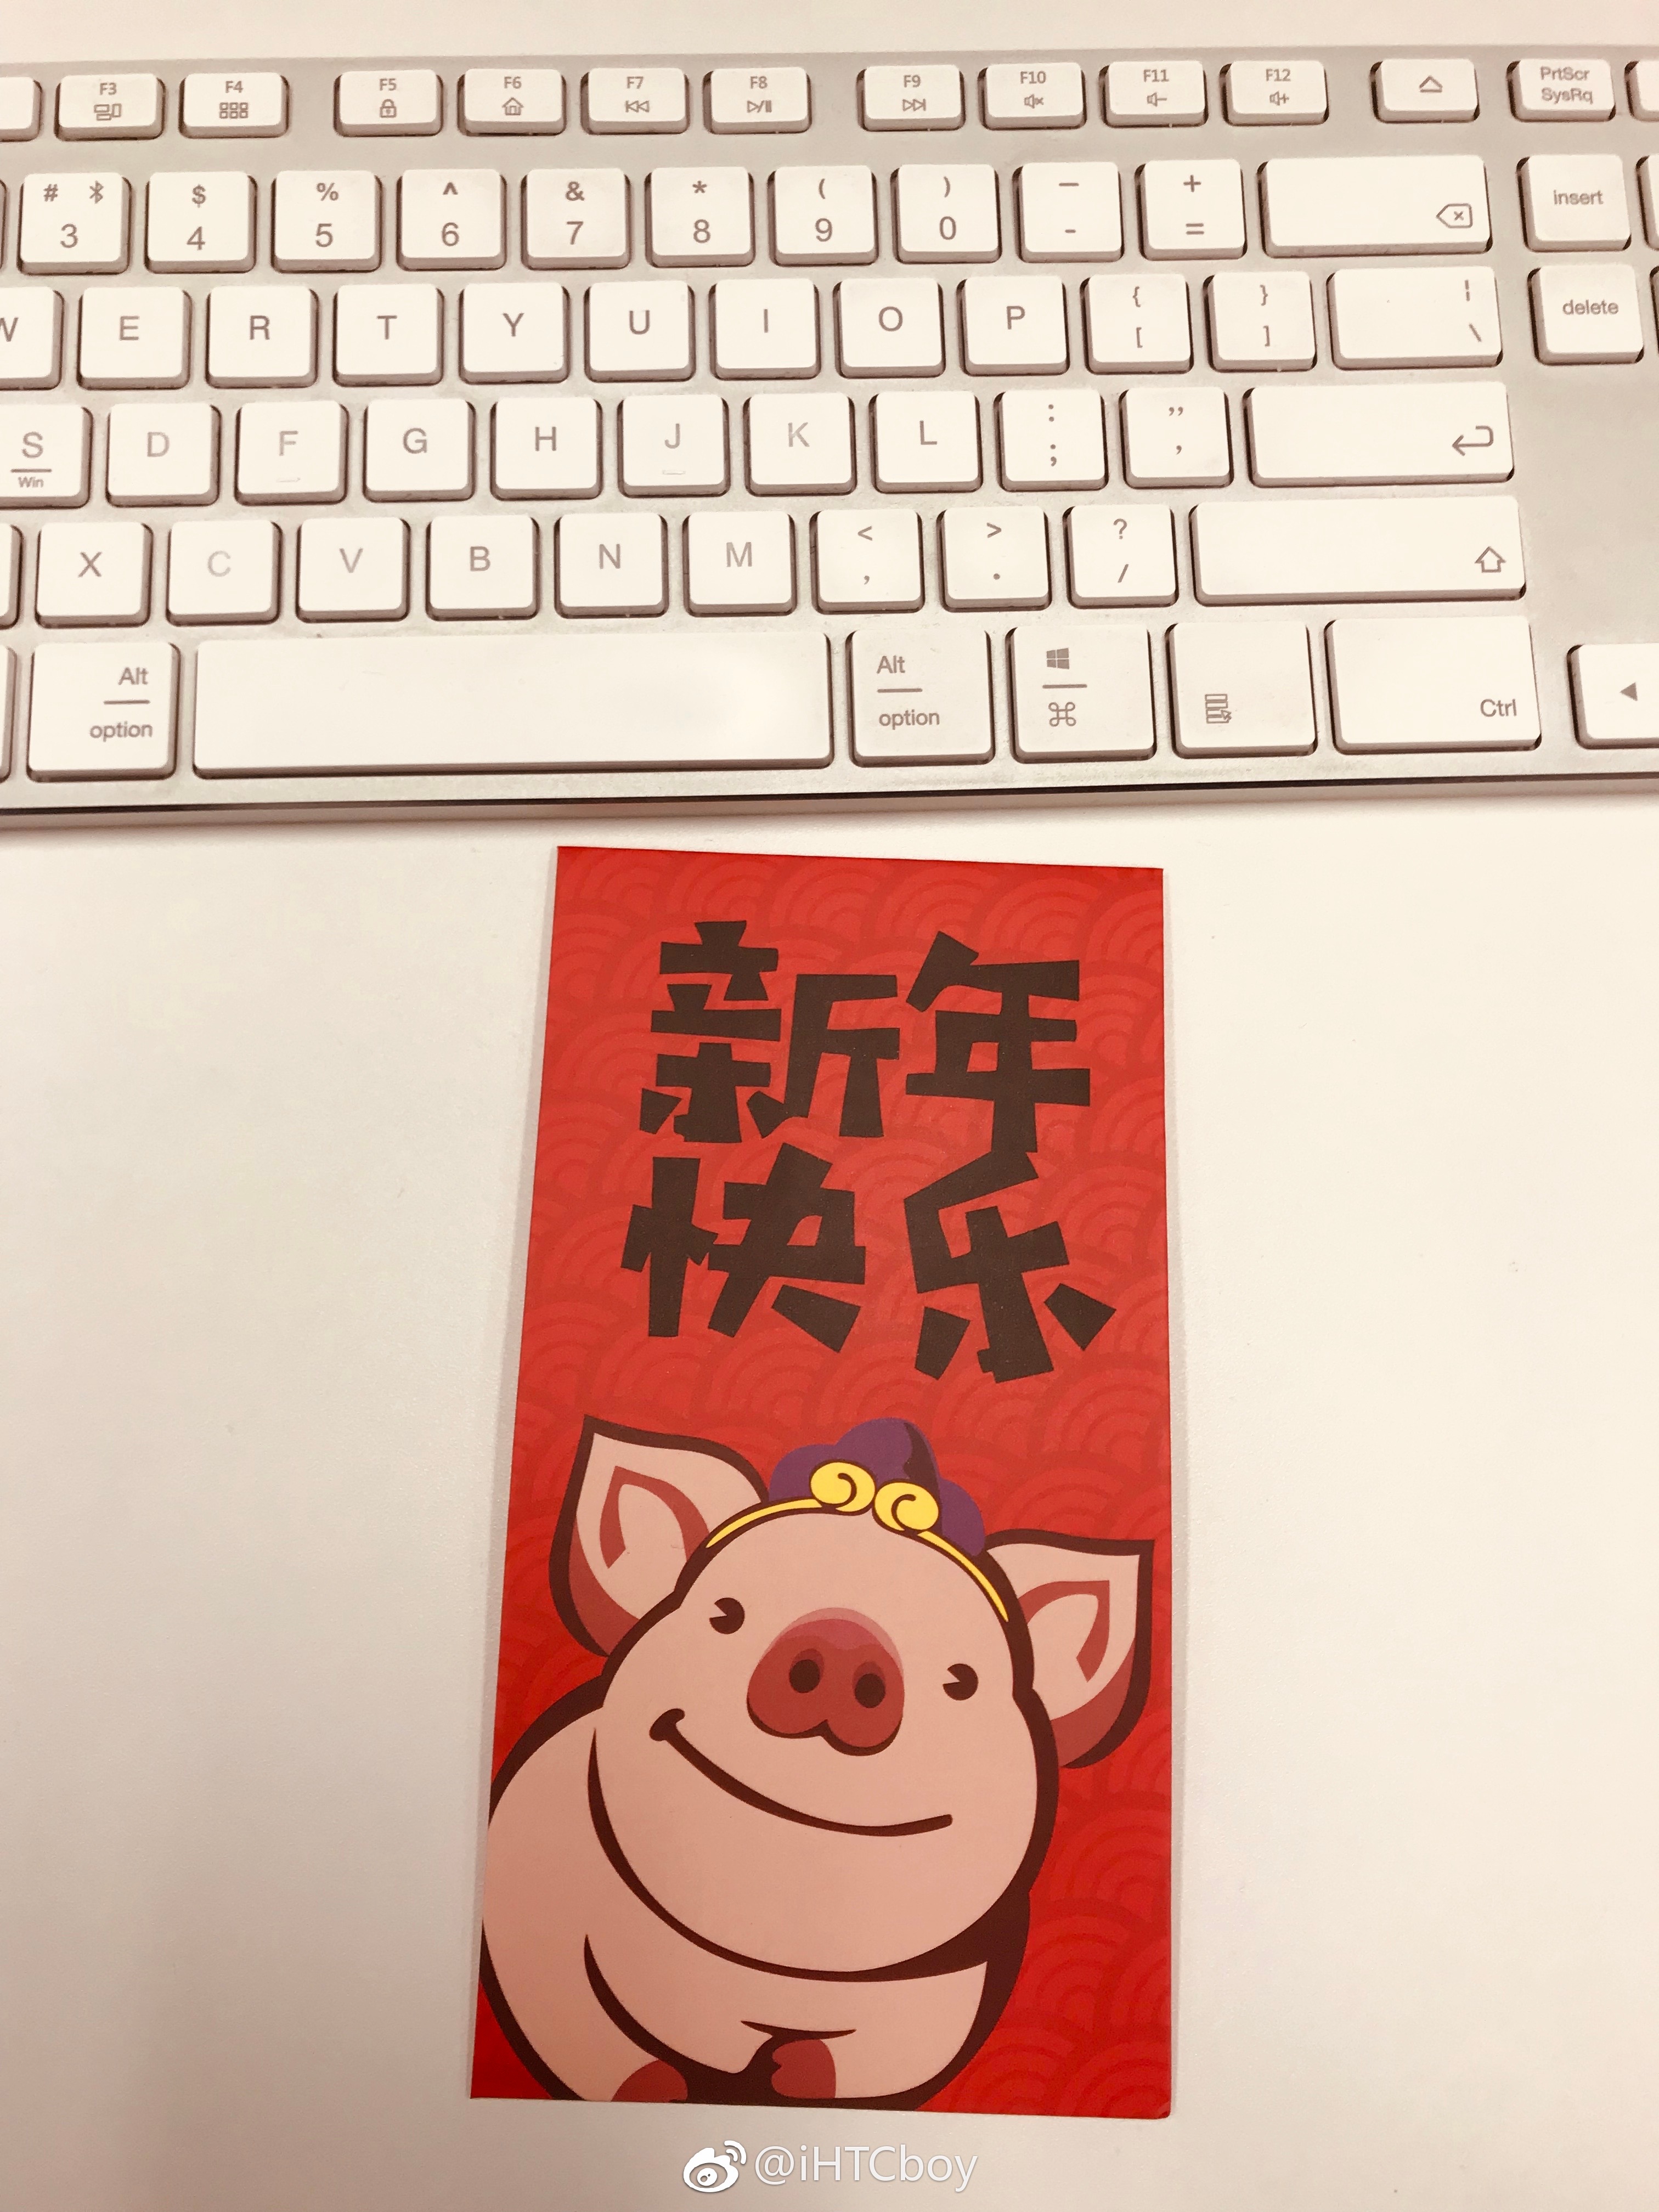 F3 F4 F5 F6 F7 F8 F9 F10 F11 F12 PrtScr
SysRq
# $ % ^ & * ( ) — +
3 4 5 6 7 8 9 0 - = insert
W E R T Y U I O P { } ¦
[ ] \ delete
S D F G H J K L : ”
Win ; ’
X C V B N M < > ?
, . /
Alt Alt
option option Ctrl
新年
快乐
@iHTCboy